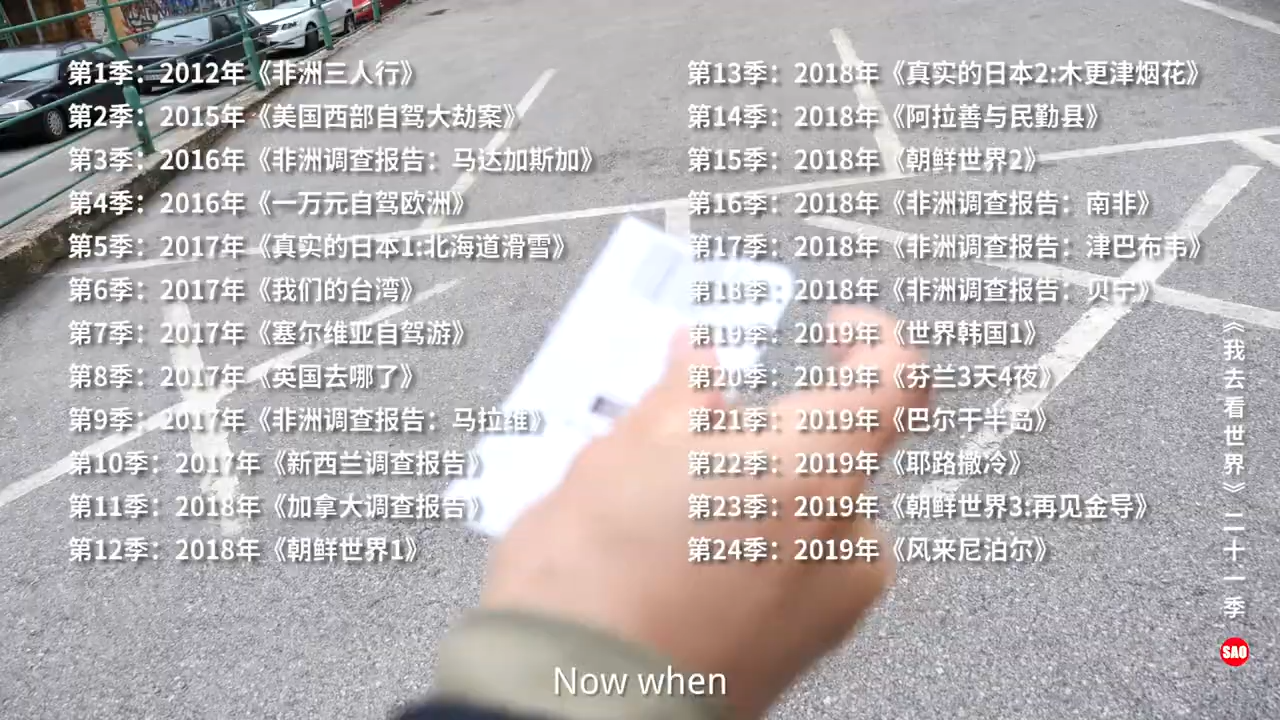 第1季：2012年《非洲三人行》
第2季：2015年《美国西部自驾大劫案》
第3季：2016年《非洲调查报告：马达加斯加》
第4季：2016年《一万元自驾欧洲》
第5季：2017年《真实的日本1:北海道滑雪》
第6季：2017年《我们的台湾》
第7季：2017年《塞尔维亚自驾游》
第8季：2017年《英国去哪了》
第9季：2017年《非洲调查报告：马拉维》
第10季：2017年《新西兰调查报告》
第11季：2018年《加拿大调查报告》
第12季：2018年《朝鲜世界1》
第13季：2018年《真实的日本2:木更津烟花》
第14季：2018年《阿拉善与民勤县》
第15季：2018年《朝鲜世界2》
第16季：2018年《非洲调查报告：南非》
第17季：2018年《非洲调查报告：津巴布韦》
第18季：2018年《非洲调查报告：贝宁》
第19季：2019年《世界韩国1》
第20季：2019年《芬兰3天4夜》
第21季：2019年《巴尔干半岛》
第22季：2019年《耶路撒冷》
第23季：2019年《朝鲜世界3:再见金导》
第24季：2019年《风来尼泊尔》
《我去看世界》二十一季
SAO
Now when